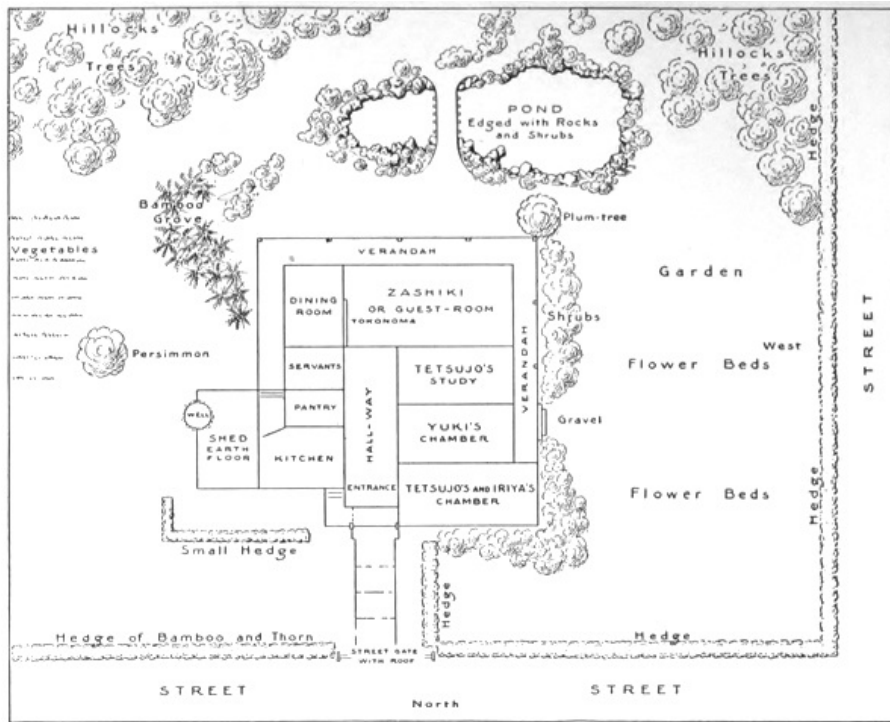 Hillocks
Trees
Hillocks
Trees
Hedge
POND
Edged with Rocks
and Shrubs
Bamboo
Grove
Plum-tree
Vegetables
VERANDAH
Garden
DINING
ROOM
ZASHIKI
OR GUEST-ROOM
TOKONOMA
Shrubs
VERANDAH
West
STREET
Persimmon
SERVANTS
TETSUJO'S
STUDY
Flower Beds
WELL
PANTRY
HALL-WAY
YUKI'S
CHAMBER
Gravel
SHED
EARTH
FLOOR
KITCHEN
ENTRANCE
TETSUJO'S AND IRIYA'S
CHAMBER
Flower Beds
Hedge
Small Hedge
Hedge
Hedge of Bamboo and Thorn
STREET GATE
WITH ROOF
Hedge
STREET
North
STREET